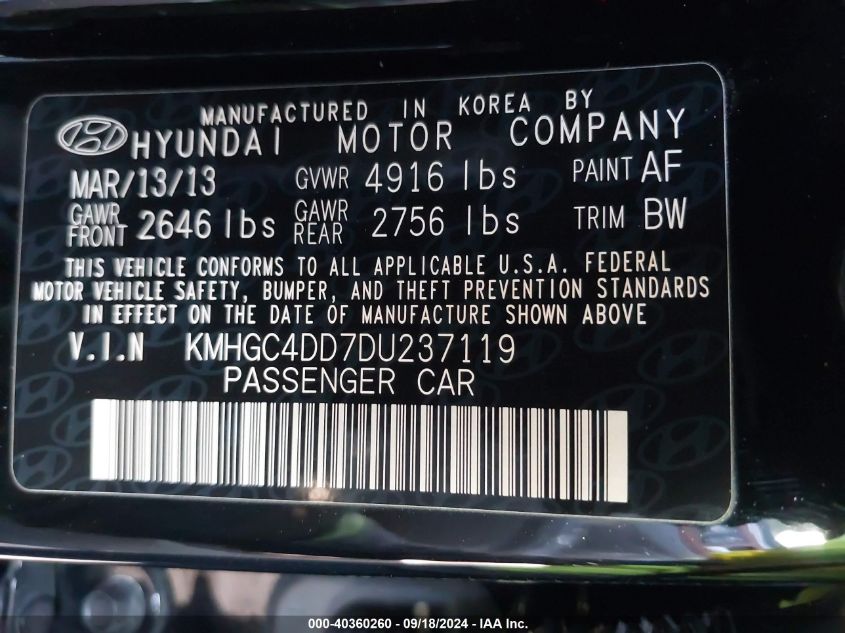 MANUFACTURED IN KOREA BY
HYUNDAI MOTOR COMPANY
MAR/13/13 GVWR 4916 lbs PAINT AF
GAWR FRONT 2646 lbs GAWR REAR 2756 lbs TRIM BW
THIS VEHICLE CONFORMS TO ALL APPLICABLE U.S.A. FEDERAL
MOTOR VEHICLE SAFETY, BUMPER, AND THEFT PREVENTION STANDARDS
IN EFFECT ON THE DATE OF MANUFACTURE SHOWN ABOVE
V.I.N KMHGC4DD7DU237119
PASSENGER CAR
000-40360260 - 09/18/2024 - IAA Inc.